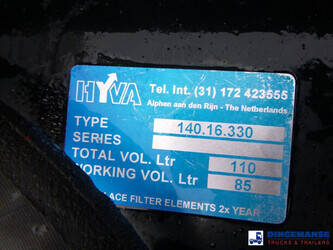 HYVA
Tel. Int. (31) 172 423555
Alphen aan den Rijn - The Netherlands
TYPE 140.16.330
SERIES
TOTAL VOL. Ltr 110
WORKING VOL. Ltr 85
FILTER ELEMENTS 2x YEAR
DINGEMANSE
TRUCKS & TRAILERS